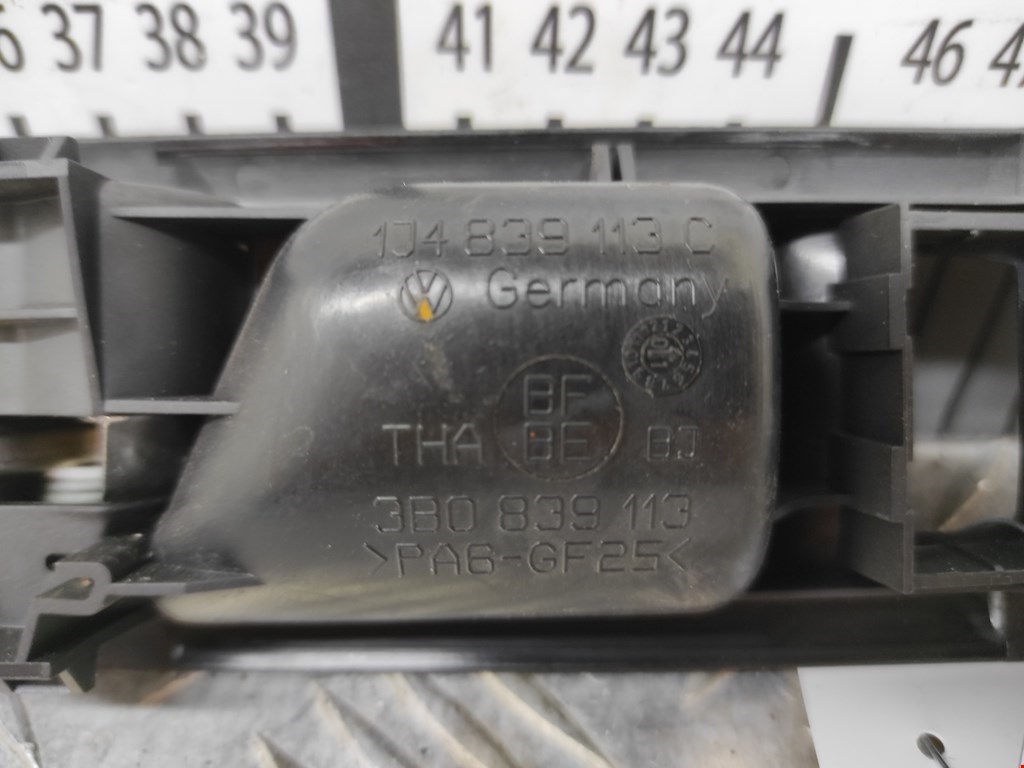 37 38 39 41 42 43 44 46
1J4 839 113 C
VW Germany
BF
THA BE BJ
3B0 839 113
>PA6-GF25<